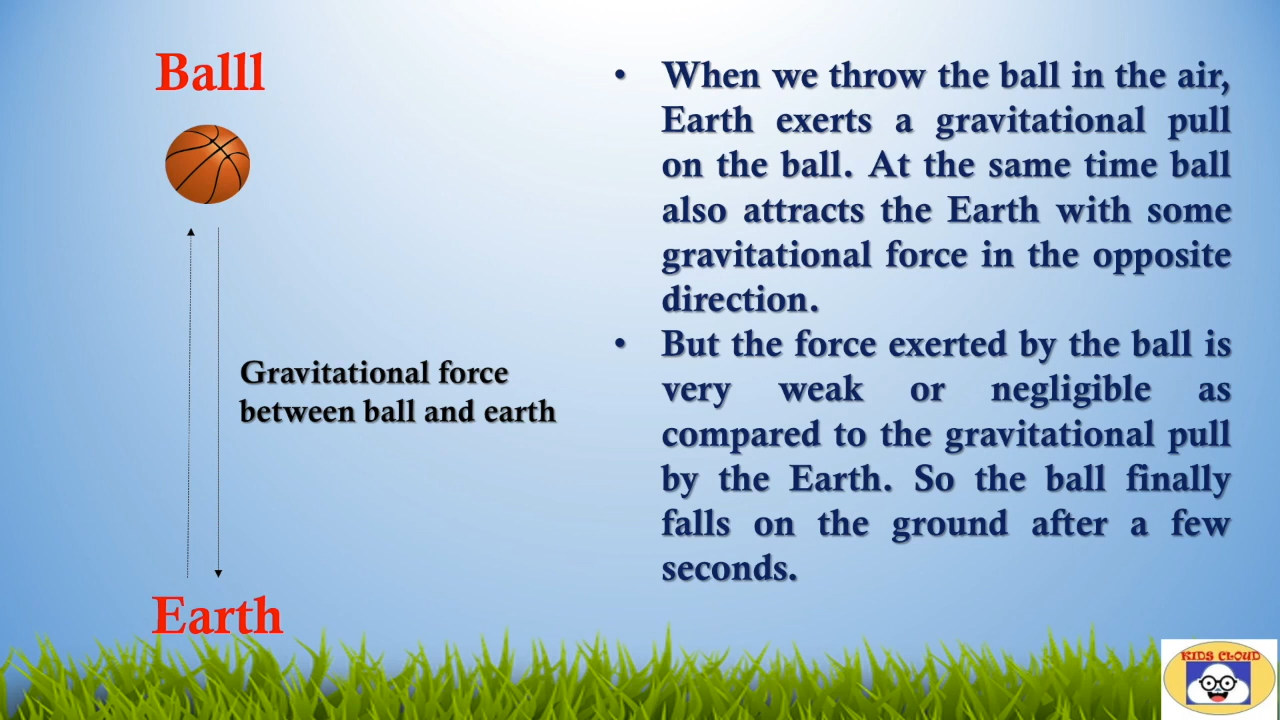 Balll
Gravitational force
between ball and earth
Earth
• When we throw the ball in the air,
Earth exerts a gravitational pull
on the ball. At the same time ball
also attracts the Earth with some
gravitational force in the opposite
direction.
• But the force exerted by the ball is
very weak or negligible as
compared to the gravitational pull
by the Earth. So the ball finally
falls on the ground after a few
seconds.
KIDS CLOUD